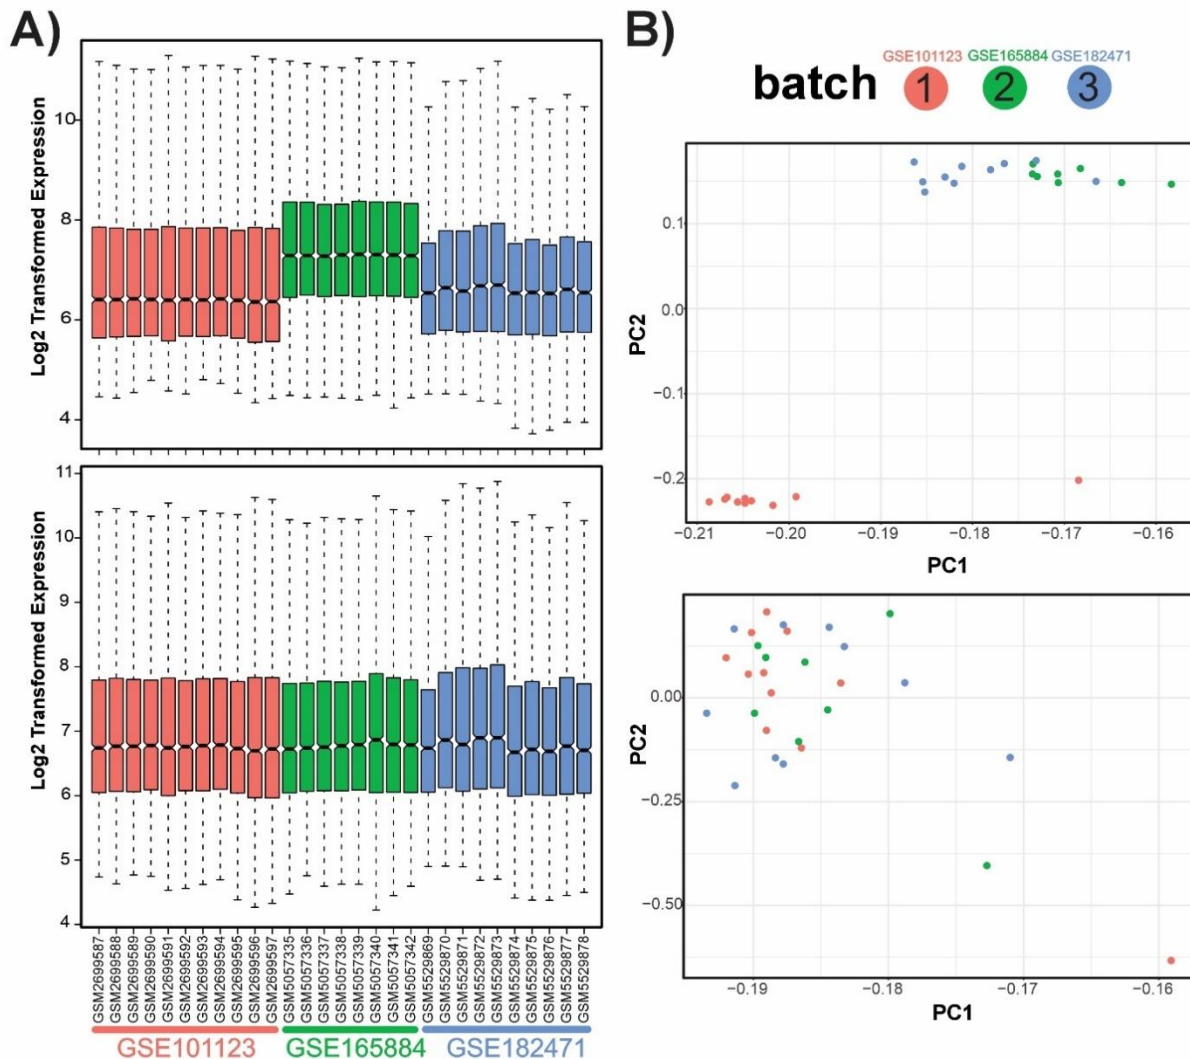 A)
B)
GSE101123 GSE165884 GSE182471
batch 1 2 3
Log2 Transformed Expression
10
8
6
4
PC2
0.1
0.0
−0.1
−0.2
−0.21 −0.20 −0.19 −0.18 −0.17 −0.16
PC1
Log2 Transformed Expression
11
10
9
8
7
6
5
4
GSM2699587
GSM2699588
GSM2699589
GSM2699590
GSM2699591
GSM2699592
GSM2699593
GSM2699594
GSM2699595
GSM2699596
GSM2699597
GSM5057335
GSM5057336
GSM5057337
GSM5057338
GSM5057339
GSM5057340
GSM5057341
GSM5057342
GSM5529869
GSM5529870
GSM5529871
GSM5529872
GSM5529873
GSM5529874
GSM5529875
GSM5529876
GSM5529877
GSM5529878
GSE101123 GSE165884 GSE182471
PC2
0.00
−0.25
−0.50
−0.19 −0.18 −0.17 −0.16
PC1